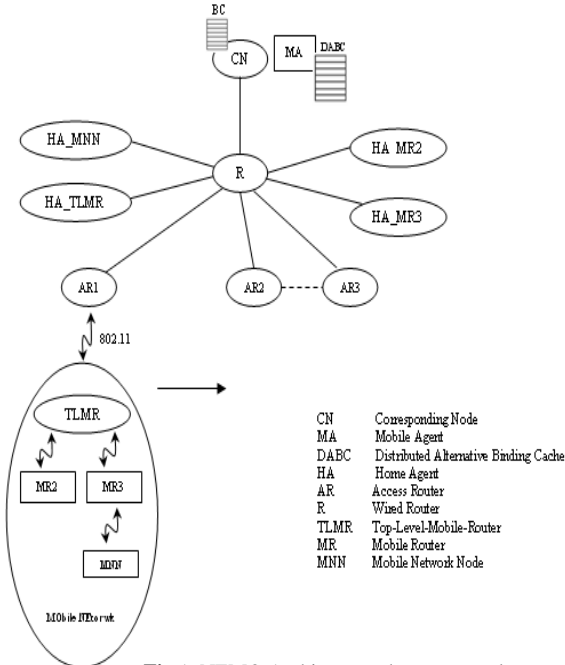 BC
CN
MA
DABC
HA_MNN
HA_MR2
R
HA_TLMR
HA_MR3
AR1
AR2
AR3
802.11
TLMR
MR2
MR3
MNN
MObile NEtorwk
CN Corresponding Node
MA Mobile Agent
DABC Distributed Alternative Binding Cache
HA Home Agent
AR Access Router
R Wired Router
TLMR Top-Level-Mobile-Router
MR Mobile Router
MNN Mobile Network Node